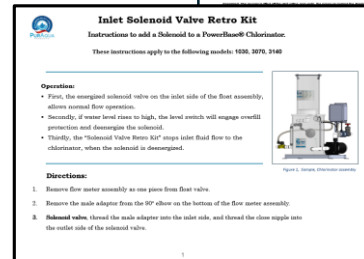 PURAQUA
Inlet Solenoid Valve Retro Kit
Instructions to add a Solenoid to a PowerBase® Chlorinator.
These instructions apply to the following models: 1030, 3070, 3140
Operation:
• First, the energized solenoid valve on the inlet side of the float assembly,
allows normal flow operation.
• Secondly, if water level rises to high, the level switch will engage overfill
protection and deenergize the solenoid.
• Thirdly, the "Solenoid Valve Retro Kit" stops inlet fluid flow to the
chlorinator, when the solenoid is deenergized.
Figure 1. Sample, Chlorinator assembly
Directions:
1. Remove flow meter assembly as one piece from float valve.
2. Remove the male adaptor from the 90° elbow on the bottom of the flow meter assembly.
3. Solenoid valve, thread the male adapter into the inlet side, and thread the close nipple into
the outlet side of the solenoid valve.
1